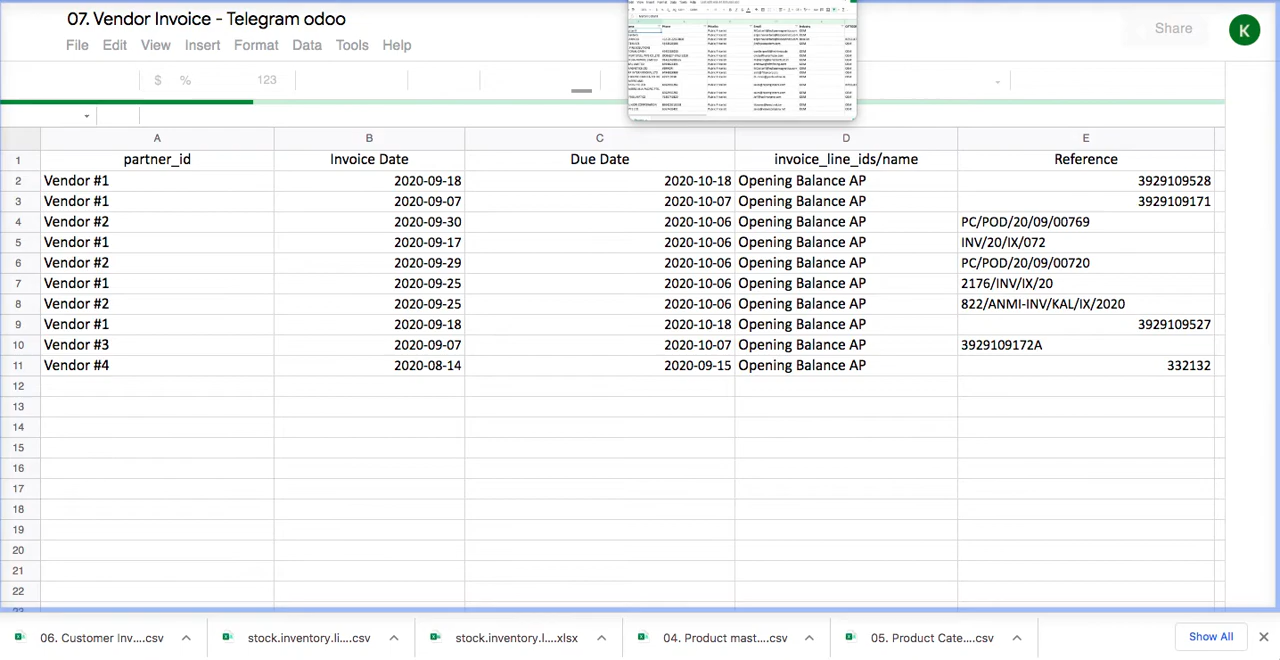 07. Vendor Invoice - Telegram odoo
File Edit View Insert Format Data Tools Help
Share
K
$ % 123
A B C D E
1 partner_id Invoice Date Due Date invoice_line_ids/name Reference
2 Vendor #1 2020-09-18 2020-10-18 Opening Balance AP 3929109528
3 Vendor #1 2020-09-07 2020-10-07 Opening Balance AP 3929109171
4 Vendor #2 2020-09-30 2020-10-06 Opening Balance AP PC/POD/20/09/00769
5 Vendor #1 2020-09-17 2020-10-06 Opening Balance AP INV/20/IX/072
6 Vendor #2 2020-09-29 2020-10-06 Opening Balance AP PC/POD/20/09/00720
7 Vendor #1 2020-09-25 2020-10-06 Opening Balance AP 2176/INV/IX/20
8 Vendor #2 2020-09-25 2020-10-06 Opening Balance AP 822/ANMI-INV/KAL/IX/2020
9 Vendor #1 2020-09-18 2020-10-18 Opening Balance AP 3929109527
10 Vendor #3 2020-09-07 2020-10-07 Opening Balance AP 3929109172A
11 Vendor #4 2020-08-14 2020-09-15 Opening Balance AP 332132
12
13
14
15
16
17
18
19
20
21
22
06. Customer Inv....csv stock.inventory.li....csv stock.inventory.l....xlsx 04. Product mast....csv 05. Product Cate....csv Show All